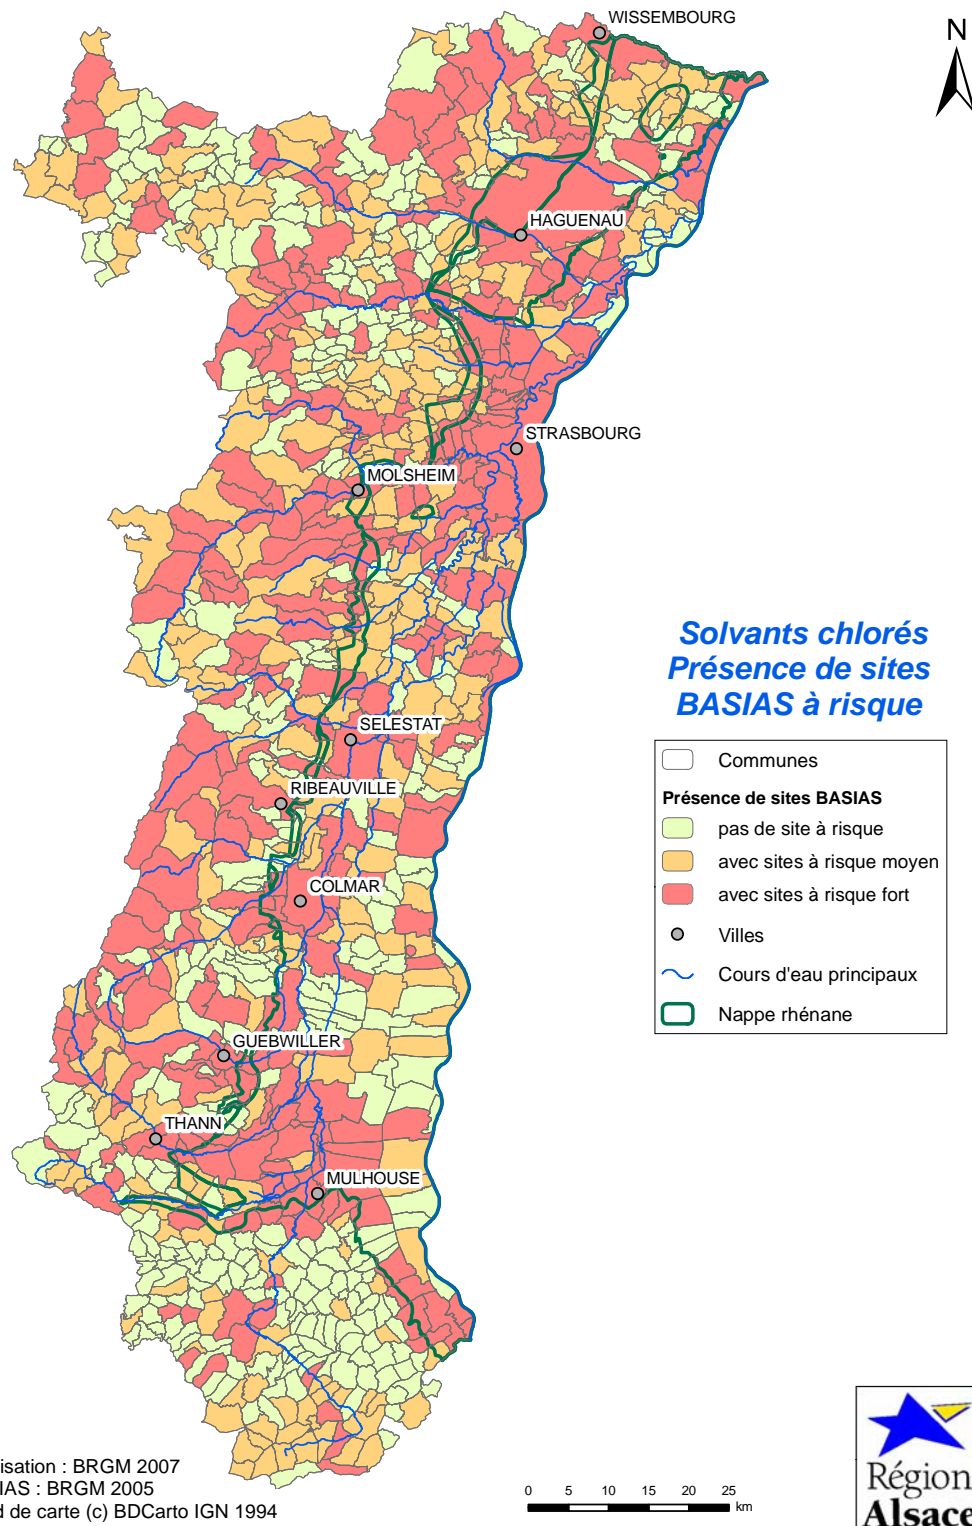 WISSEMBOURG
N
HAGUENAU
STRASBOURG
MOLSHEIM
Solvants chlorés
Présence de sites
BASIAS à risque
SELESTAT
Communes
Présence de sites BASIAS
RIBEAUVILLE
pas de site à risque
avec sites à risque moyen
COLMAR
avec sites à risque fort
Villes
Cours d'eau principaux
Nappe rhénane
GUEBWILLER
THANN
MULHOUSE
isation : BRGM 2007
IAS : BRGM 2005
d de carte (c) BDCarto IGN 1994
0 5 10 15 20 25
km
Région
Alsace